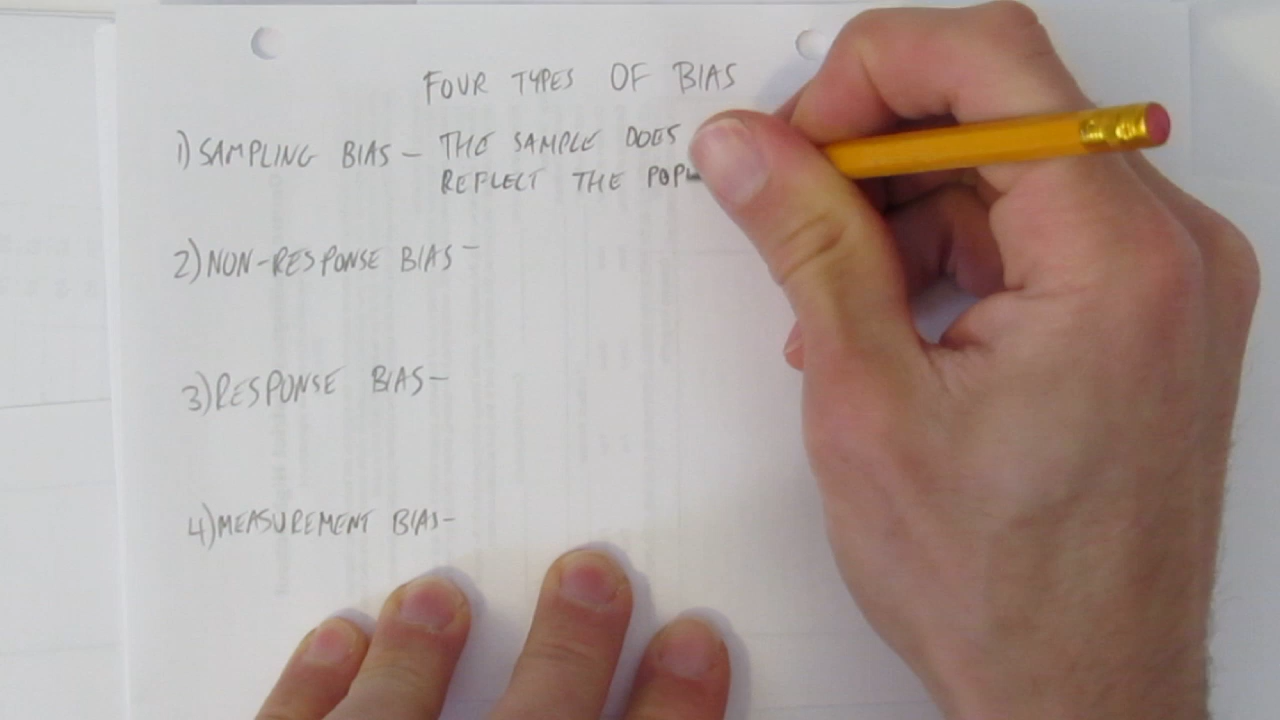 FOUR TYPES OF BIAS
1) SAMPLING BIAS - THE SAMPLE DOES
REFLECT THE POPL
2) NON-RESPONSE BIAS -
3) RESPONSE BIAS -
4) MEASUREMENT BIAS -